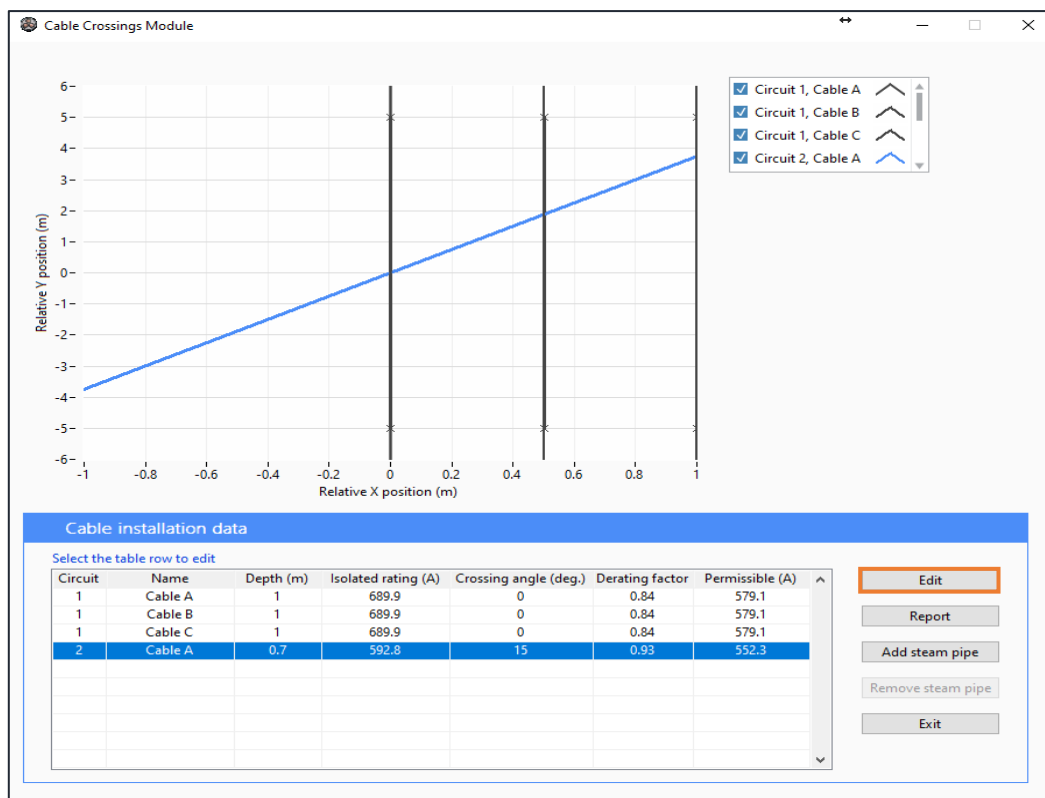 Cable Crossings Module
6
5
4
3
2
1
0
-1
-2
-3
-4
-5
-6
Relative Y position (m)
-1 -0.8 -0.6 -0.4 -0.2 0 0.2 0.4 0.6 0.8 1
Relative X position (m)
Circuit 1, Cable A
Circuit 1, Cable B
Circuit 1, Cable C
Circuit 2, Cable A
Cable installation data
Select the table row to edit
Circuit Name Depth (m) Isolated rating (A) Crossing angle (deg.) Derating factor Permissible (A)
1 Cable A 1 689.9 0 0.84 579.1
1 Cable B 1 689.9 0 0.84 579.1
1 Cable C 1 689.9 0 0.84 579.1
2 Cable A 0.7 592.8 15 0.93 552.3
Edit
Report
Add steam pipe
Remove steam pipe
Exit